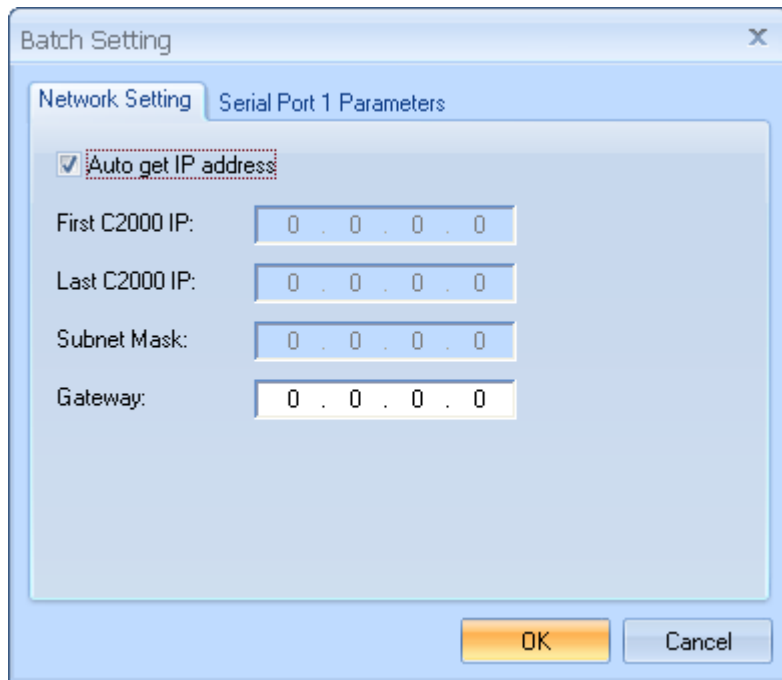 Batch Setting
Network Setting Serial Port 1 Parameters
Auto get IP address
First C2000 IP: 0 . 0 . 0 . 0
Last C2000 IP: 0 . 0 . 0 . 0
Subnet Mask: 0 . 0 . 0 . 0
Gateway: 0 . 0 . 0 . 0
OK Cancel